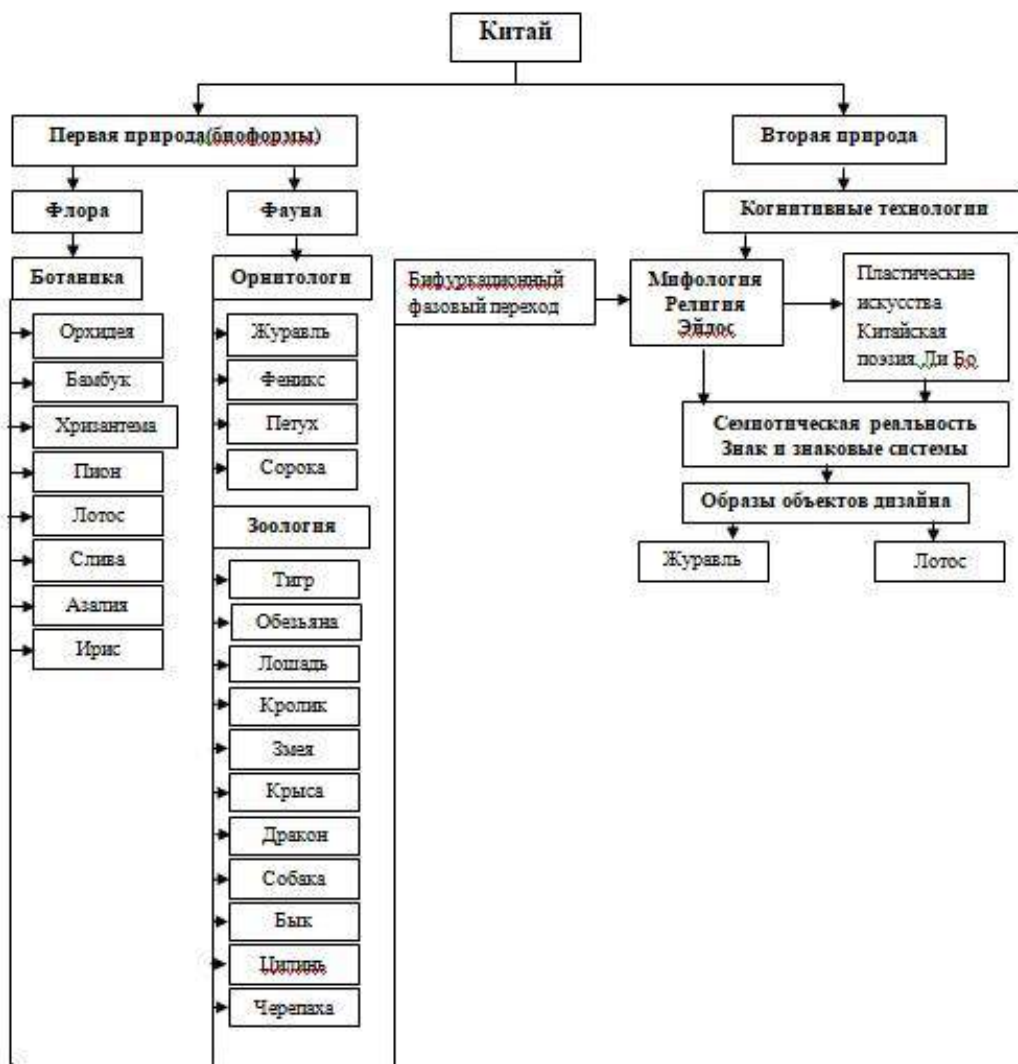 Китай
Первая природа(биоформы)
Вторая природа
Флора
Фауна
Когнитивные технологии
Ботаника
Орхидея
Бамбук
Хризантема
Пион
Лотос
Слива
Азалия
Ирис
Орнитологи
Журавль
Феникс
Петух
Сорока
Зоология
Тигр
Обезьяна
Лошадь
Кролик
Змея
Крыса
Дракон
Собака
Бык
Цилинь
Черепаха
Бифуркационный
фазовый переход
Мифология
Религия
Эйдос
Пластические
искусства
Китайская
поэзия. Ли Бо
Семиотическая реальность
Знак и знаковые системы
Образы объектов дизайна
Журавль
Лотос